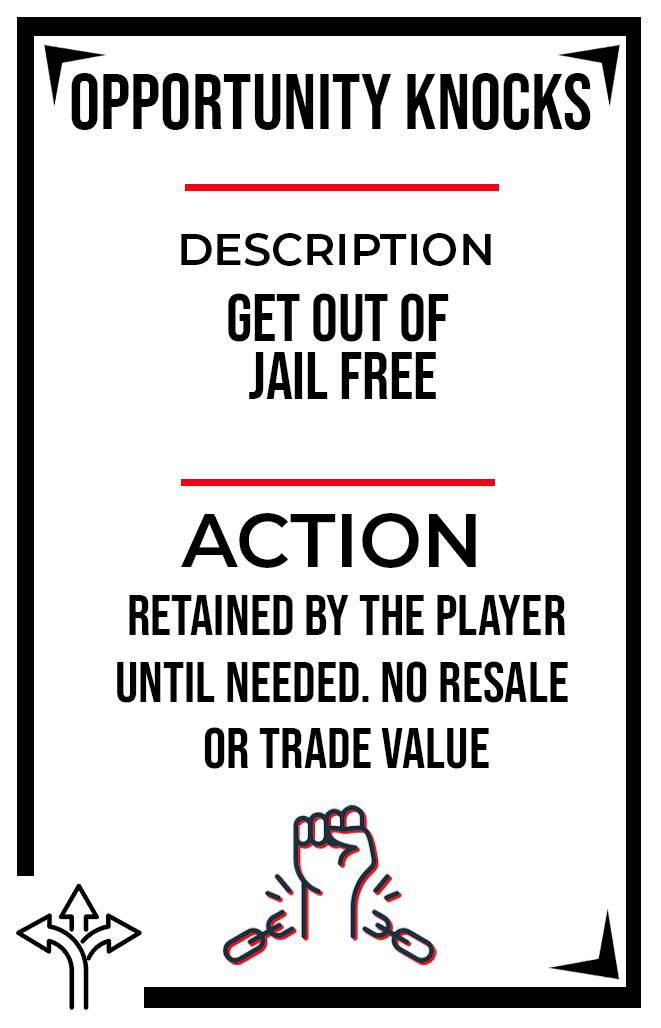 OPPORTUNITY KNOCKS
DESCRIPTION
GET OUT OF
JAIL FREE
ACTION
RETAINED BY THE PLAYER
UNTIL NEEDED. NO RESALE
OR TRADE VALUE